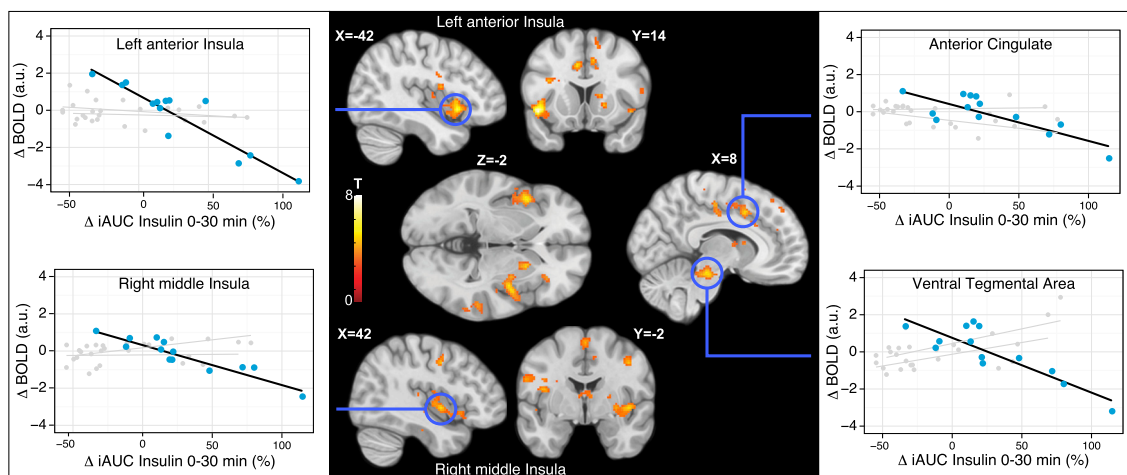 Left anterior Insula
Δ BOLD (a.u.)
4
2
0
−2
−4
-50
0
50
100
Δ iAUC Insulin 0-30 min (%)
Right middle Insula
Δ BOLD (a.u.)
4
2
0
−2
−4
-50
0
50
100
Δ iAUC Insulin 0-30 min (%)
Left anterior Insula
X=-42
Y=14
Z=-2
X=8
T
8
0
X=42
Y=-2
Right middle Insula
Anterior Cingulate
Δ BOLD (a.u.)
4
2
0
−2
−4
-50
0
50
100
Δ iAUC Insulin 0-30 min (%)
Ventral Tegmental Area
Δ BOLD (a.u.)
4
2
0
−2
−4
-50
0
50
100
Δ iAUC Insulin 0-30 min (%)